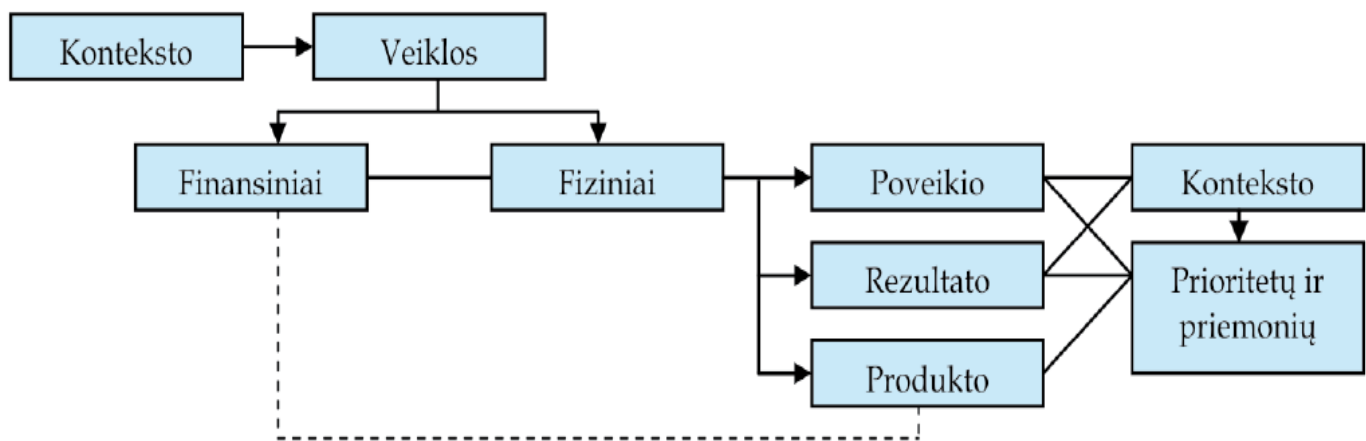 Konteksto
Veiklos
Finansiniai
Fiziniai
Poveikio
Konteksto
Rezultato
Prioritetų ir
priemonių
Produkto